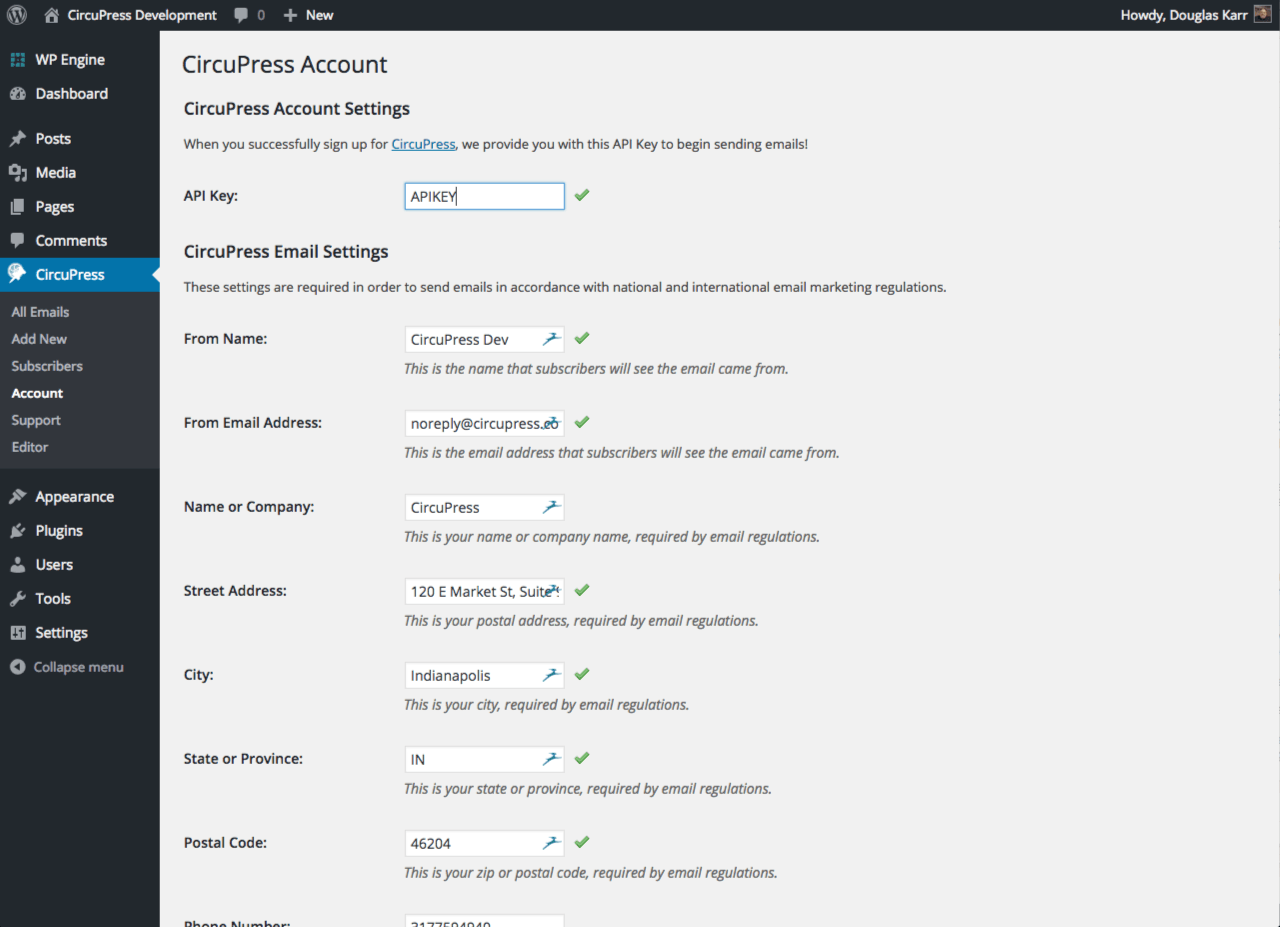 CircuPress Development 0 New Howdy, Douglas Karr
WP Engine
Dashboard
Posts
Media
Pages
Comments
CircuPress
All Emails
Add New
Subscribers
Account
Support
Editor
Appearance
Plugins
Users
Tools
Settings
Collapse menu
CircuPress Account
CircuPress Account Settings
When you successfully sign up for CircuPress, we provide you with this API Key to begin sending emails!
API Key: APIKEY
CircuPress Email Settings
These settings are required in order to send emails in accordance with national and international email marketing regulations.
From Name: CircuPress Dev
This is the name that subscribers will see the email came from.
From Email Address: noreply@circupress.co
This is the email address that subscribers will see the email came from.
Name or Company: CircuPress
This is your name or company name, required by email regulations.
Street Address: 120 E Market St, Suite
This is your postal address, required by email regulations.
City: Indianapolis
This is your city, required by email regulations.
State or Province: IN
This is your state or province, required by email regulations.
Postal Code: 46204
This is your zip or postal code, required by email regulations.
Phone Number: